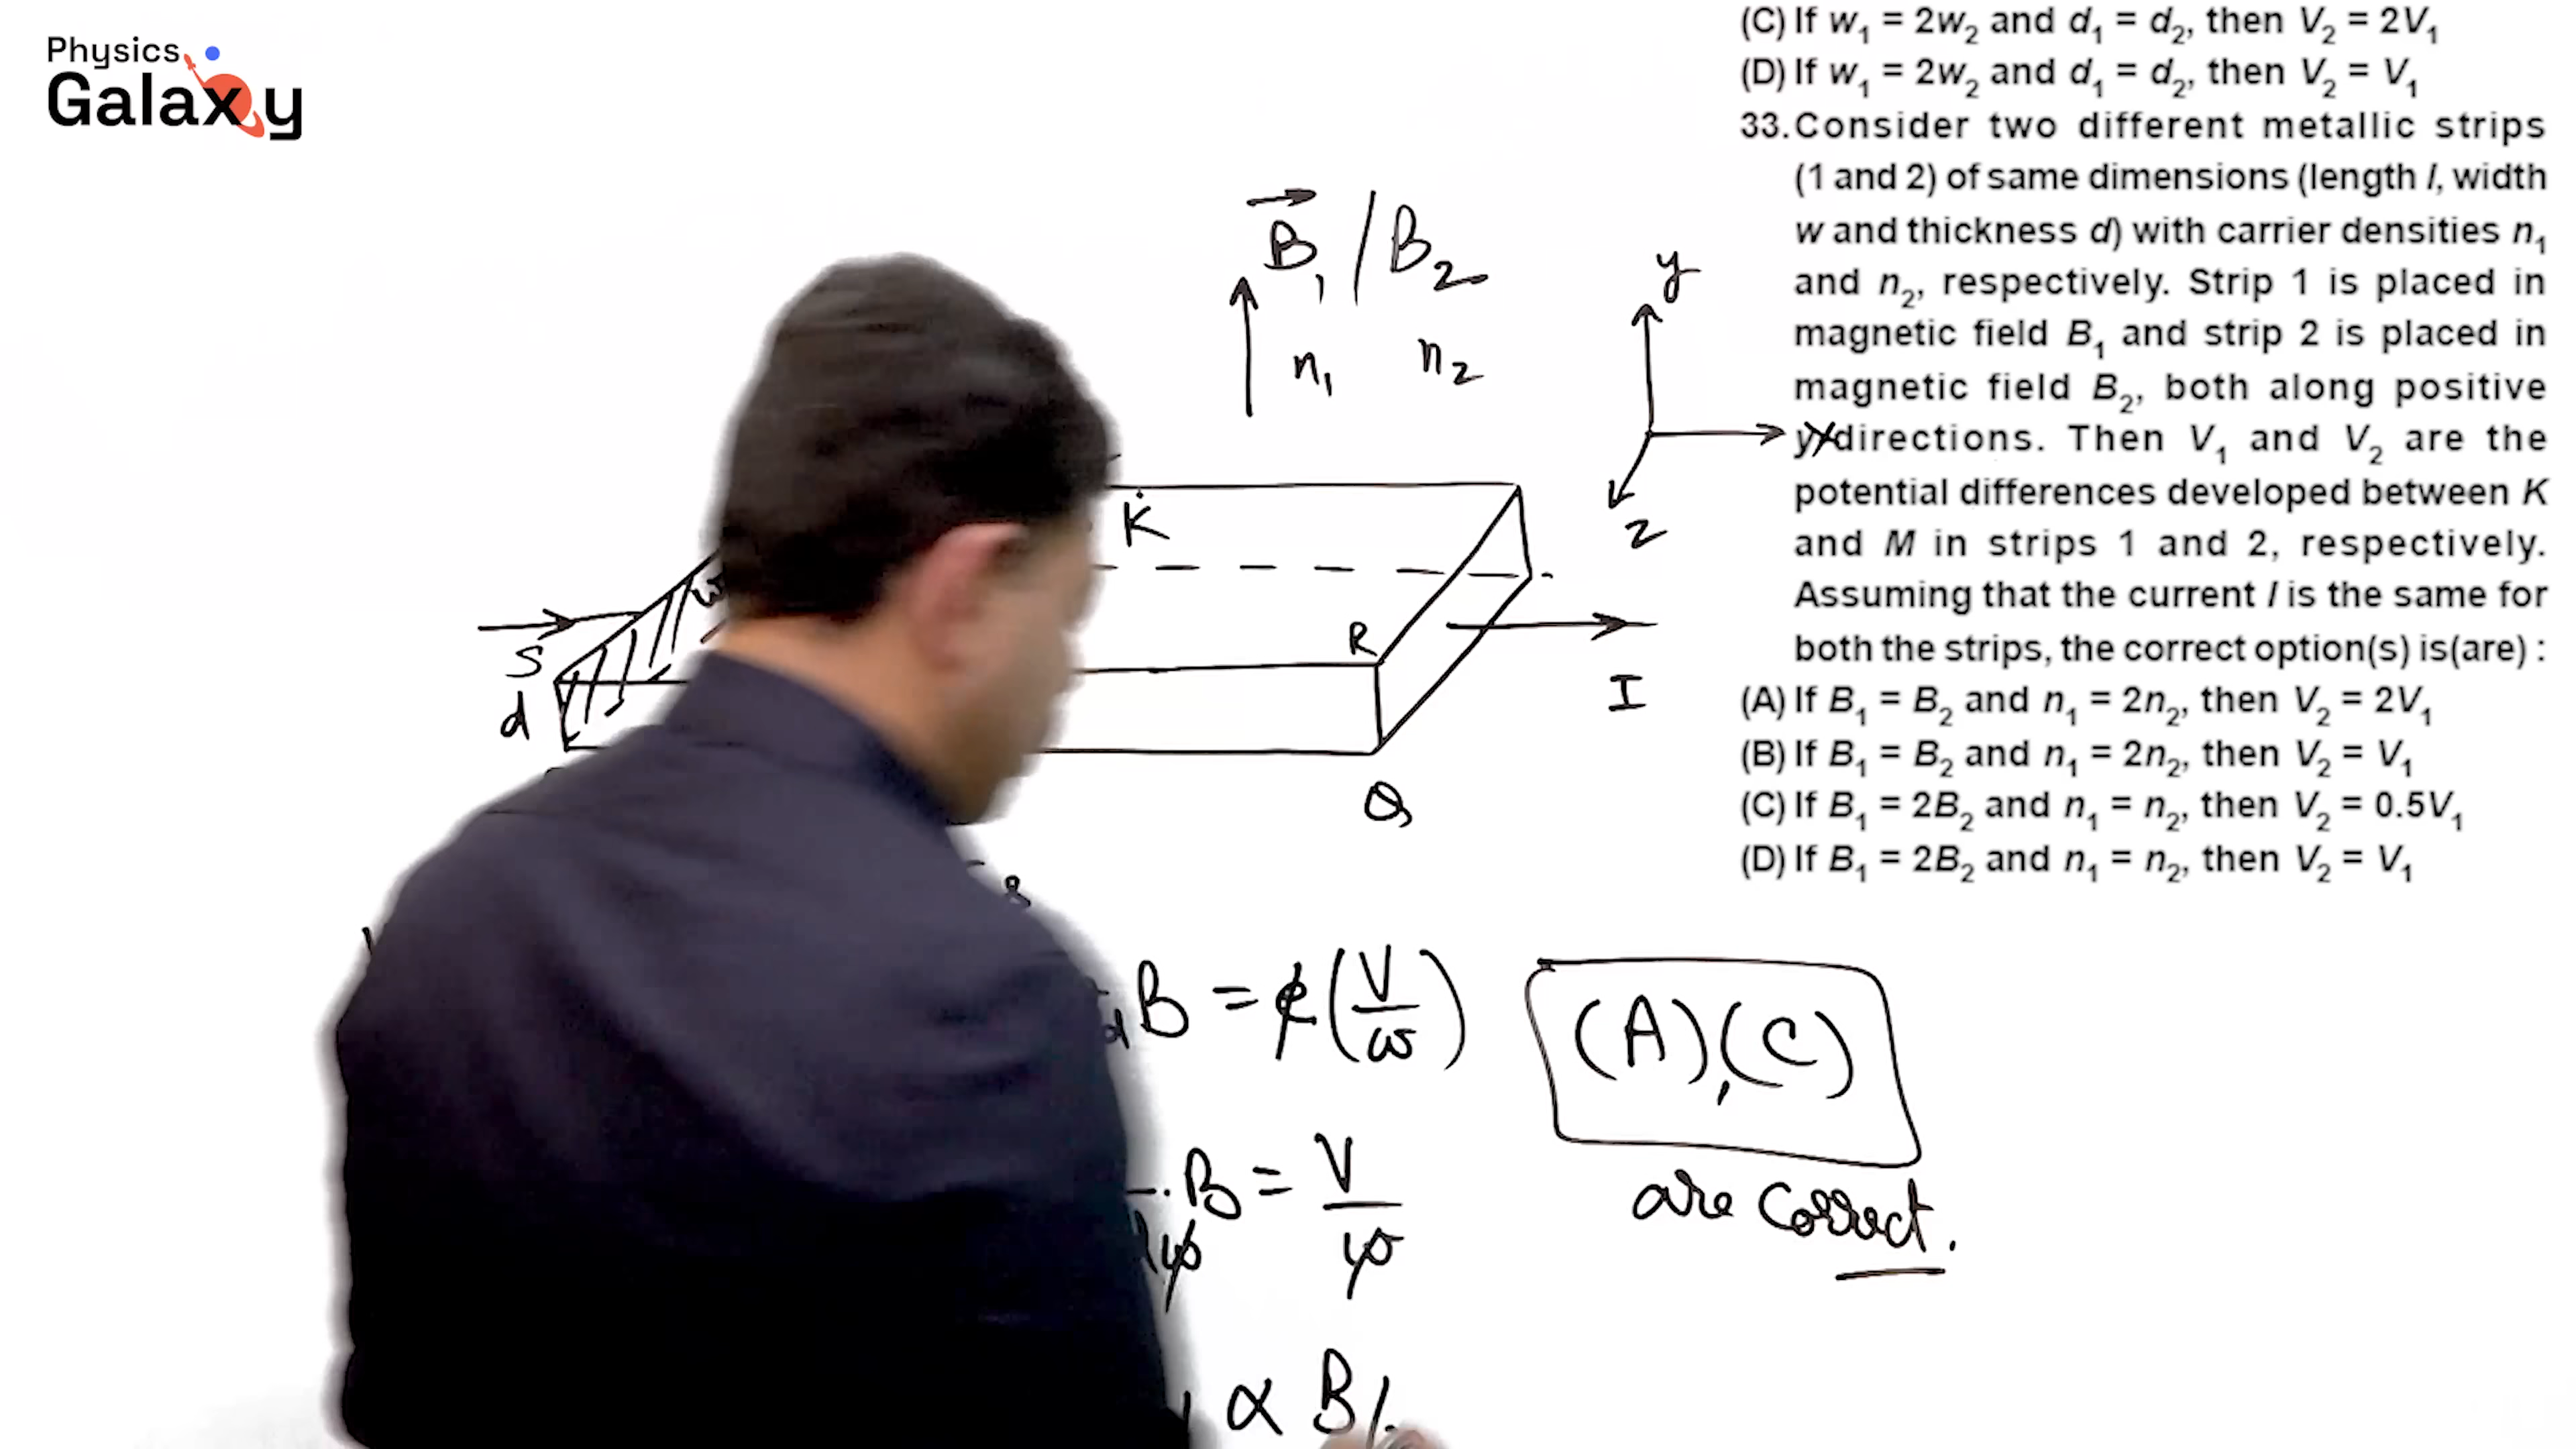 Physics
Galaxy
(C) If w₁ = 2w₂ and d₁ = d₂, then V₂ = 2V₁
(D) If w₁ = 2w₂ and d₁ = d₂, then V₂ = V₁
33. Consider two different metallic strips
(1 and 2) of same dimensions (length l, width
w and thickness d) with carrier densities n₁
and n₂, respectively. Strip 1 is placed in
magnetic field B₁ and strip 2 is placed in
magnetic field B₂, both along positive
y-directions. Then V₁ and V₂ are the
potential differences developed between K
and M in strips 1 and 2, respectively.
Assuming that the current I is the same for
both the strips, the correct option(s) is(are) :
(A) If B₁ = B₂ and n₁ = 2n₂, then V₂ = 2V₁
(B) If B₁ = B₂ and n₁ = 2n₂, then V₂ = V₁
(C) If B₁ = 2B₂ and n₁ = n₂, then V₂ = 0.5V₁
(D) If B₁ = 2B₂ and n₁ = n₂, then V₂ = V₁
B₁ / B₂
n₁ n₂
y
x
z
K
w
S
R
d
I
Q
B = e(V/w)
(A), (C)
are correct.
. B = V/w
w
∝ B/